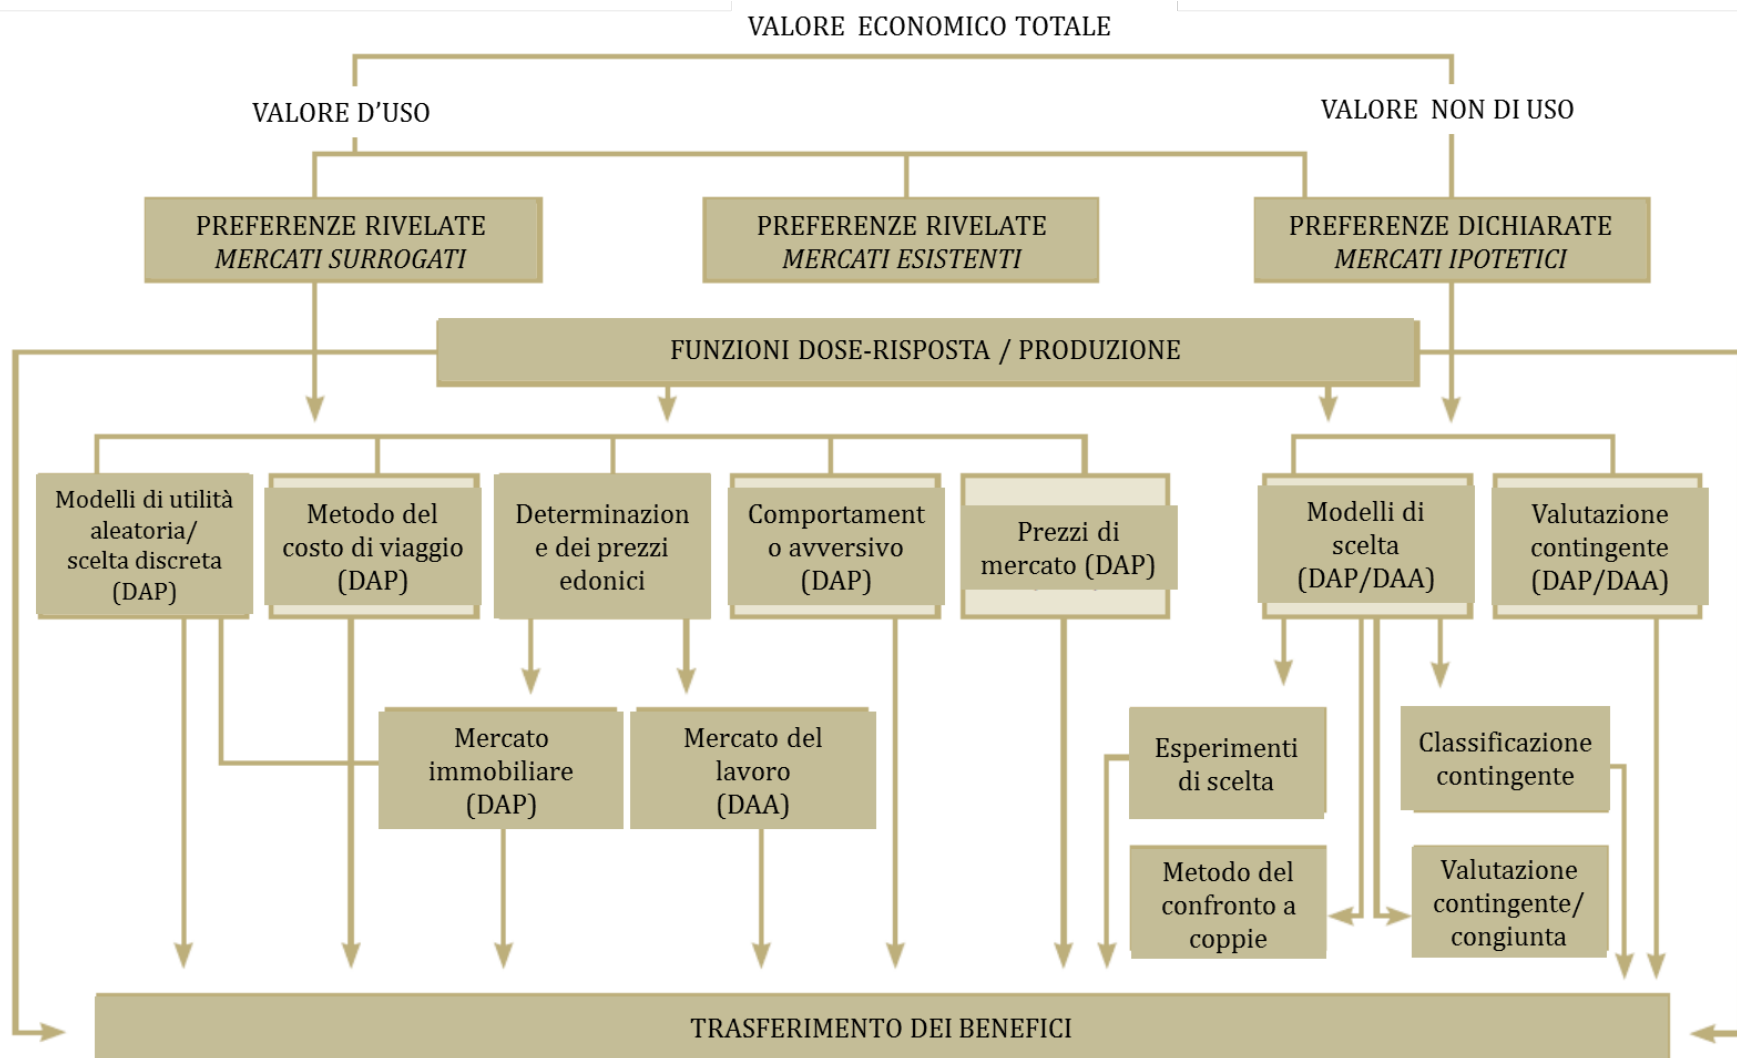 VALORE ECONOMICO TOTALE
VALORE D’USO
VALORE NON DI USO
PREFERENZE RIVELATE
MERCATI SURROGATI
PREFERENZE RIVELATE
MERCATI ESISTENTI
PREFERENZE DICHIARATE
MERCATI IPOTETICI
FUNZIONI DOSE-RISPOSTA / PRODUZIONE
Modelli di utilità
aleatoria/
scelta discreta
(DAP)
Metodo del
costo di viaggio
(DAP)
Determinazion
e dei prezzi
edonici
Comportament
o avversivo
(DAP)
Prezzi di
mercato (DAP)
Modelli di
scelta
(DAP/DAA)
Valutazione
contingente
(DAP/DAA)
Mercato
immobiliare
(DAP)
Mercato del
lavoro
(DAA)
Esperimenti
di scelta
Classificazione
contingente
Metodo del
confronto a
coppie
Valutazione
contingente/
congiunta
TRASFERIMENTO DEI BENEFICI